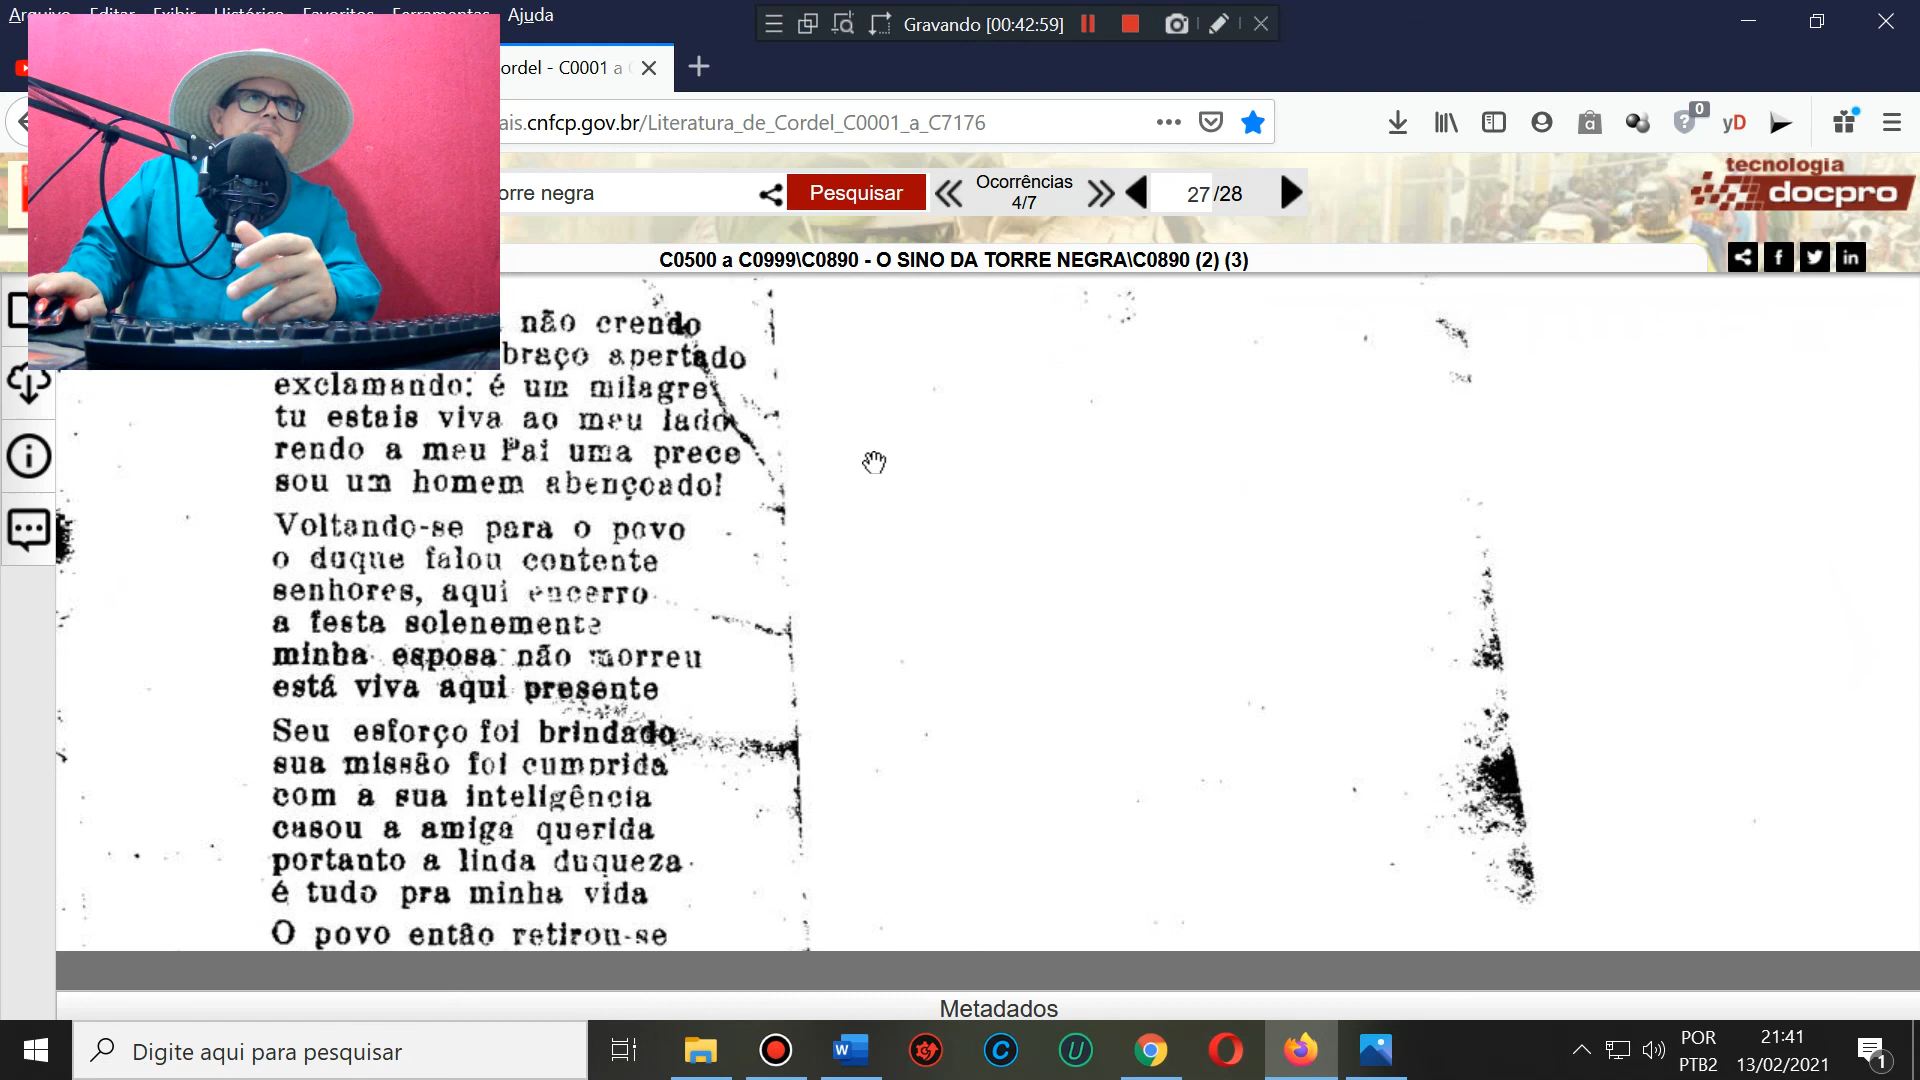 Arquivo Editar Exibir Histórico Favoritos Ferramentas Ajuda
Gravando [00:42:59]
ordel - C0001 a
ais.cnfcp.gov.br/Literatura_de_Cordel_C0001_a_C7176
0
yD
orre negra
Pesquisar
Ocorrências
4/7
27 /28
tecnologia
docpro
C0500 a C0999\C0890 - O SINO DA TORRE NEGRA\C0890 (2) (3)
não crendo
braço apertado
exclamando: é um milagre
tu estais viva ao meu lado
rendo a meu Pai uma prece
sou um homem abençoado!
Voltando-se para o povo
o duque falou contente
senhores, aqui encerro
a festa solenemente
minha esposa não morreu
está viva aqui presente
Seu esforço foi brindado
sua missão foi cumprida
com a sua inteligência
casou a amiga querida
portanto a linda duqueza
é tudo pra minha vida
O povo então retirou-se
Metadados
Digite aqui para pesquisar
POR
PTB2
21:41
13/02/2021
1